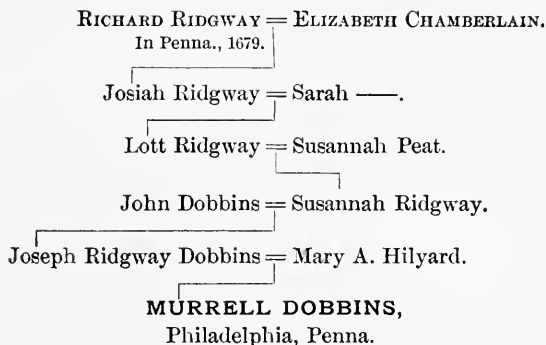 RICHARD RIDGWAY = ELIZABETH CHAMBERLAIN.
In Penna., 1679.
Josiah Ridgway = Sarah —.
Lott Ridgway = Susannah Peat.
John Dobbins = Susannah Ridgway.
Joseph Ridgway Dobbins = Mary A. Hilyard.
MURRELL DOBBINS,
Philadelphia, Penna.